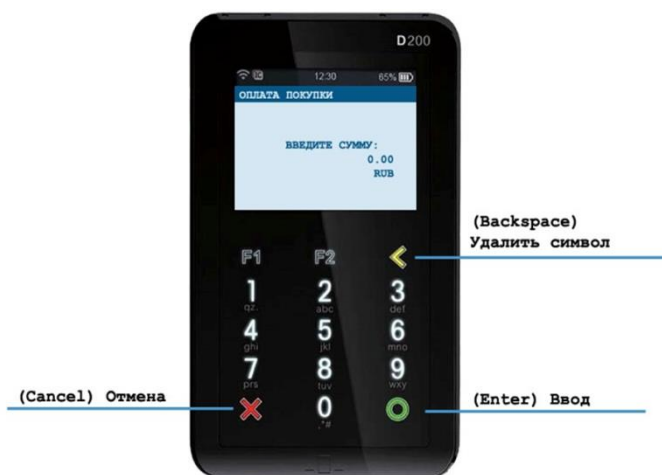 D200
12:30 65%
ОПЛАТА ПОКУПКИ
ВВЕДИТЕ СУММУ:
0.00
RUB
(Backspace)
Удалить символ
F1 F2
1 2 3
qz. abc def
4 5 6
ghi jkl mno
7 8 9
prs tuv wxy
(Cancel) Отмена
0
.*#
(Enter) Ввод